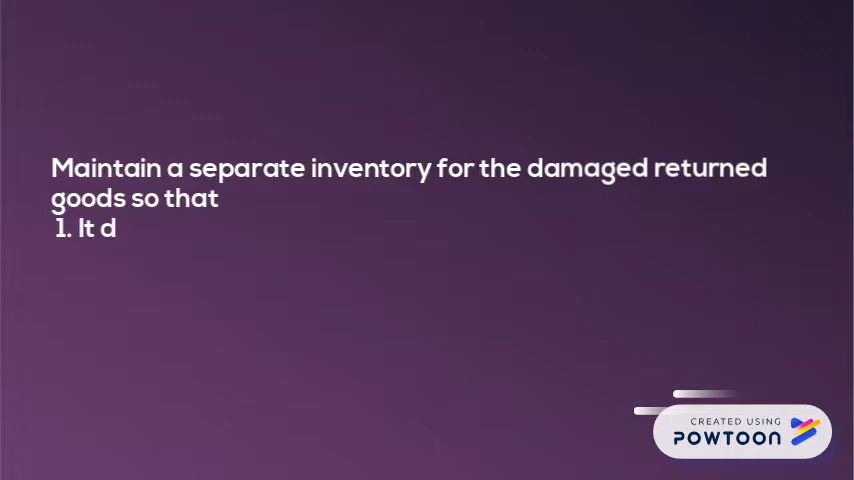 Maintain a separate inventory for the damaged returned
goods so that
1. It d
CREATED USING
POWTOON